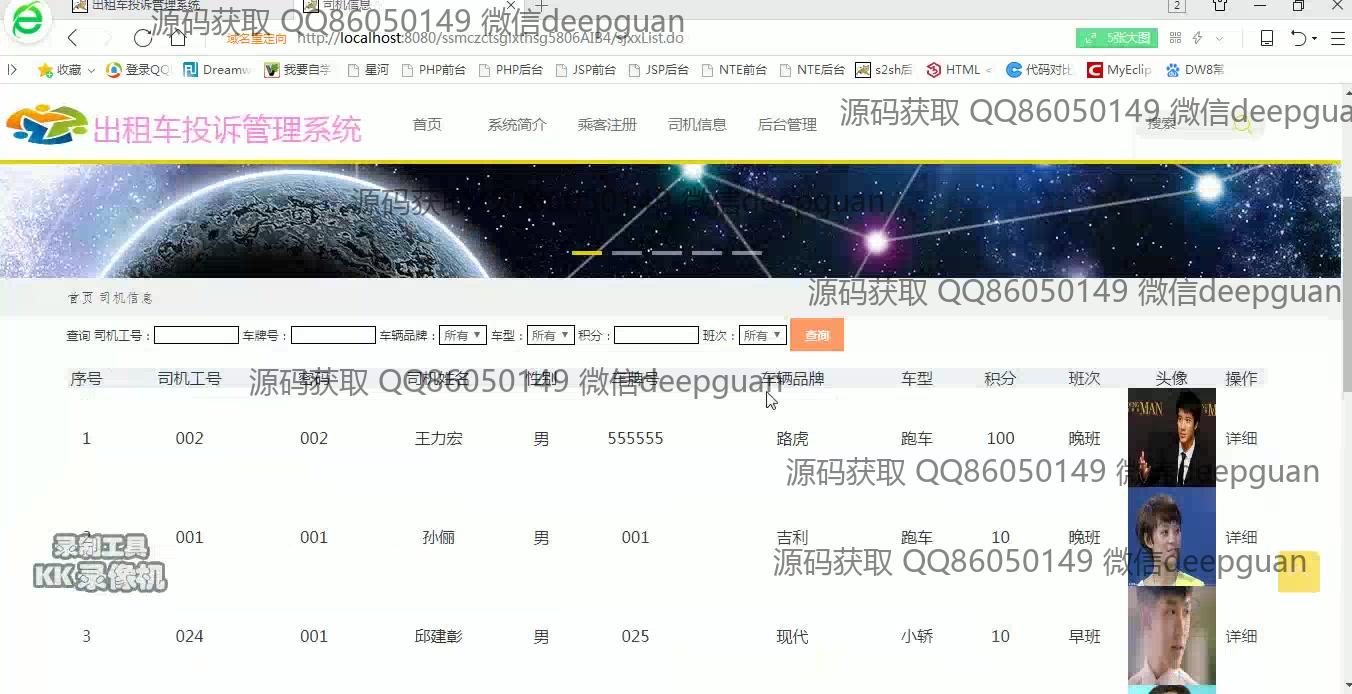 出租车投诉管理系统
司机信息
2
源码获取 QQ86050149 微信deepguan
域名重定向 http://localhost:8080/ssmczctsglxthsg5806AIB4/sjxxList.do
5张大图
收藏 登录QQ Dreamw 我要自学 星河 PHP前台 PHP后台 JSP前台 JSP后台 NTE前台 NTE后台 s2sh后 HTML 代码对比 MyEclip DW8常
出租车投诉管理系统 首页 系统简介 乘客注册 司机信息 后台管理 搜索
源码获取 QQ86050149 微信deepgua
源码获取 QQ86050149 微信deepguan
源码获取 QQ86050149 微信deepguan
首页 司机信息
查询 司机工号： 车牌号： 车辆品牌： 所有 车型： 所有 积分： 班次： 所有 查询
序号 司机工号 密码 司机姓名 性别 车牌号 车辆品牌 车型 积分 班次 头像 操作
源码获取 QQ86050149 微信deepguan
MAN
1 002 002 王力宏 男 555555 路虎 跑车 100 晚班 详细
源码获取 QQ86050149 微信deepguan
2 001 001 孙俪 男 001 吉利 跑车 10 晚班 详细
录制工具
KK录像机
源码获取 QQ86050149 微信deepguan
3 024 001 邱建彰 男 025 现代 小轿 10 早班 详细